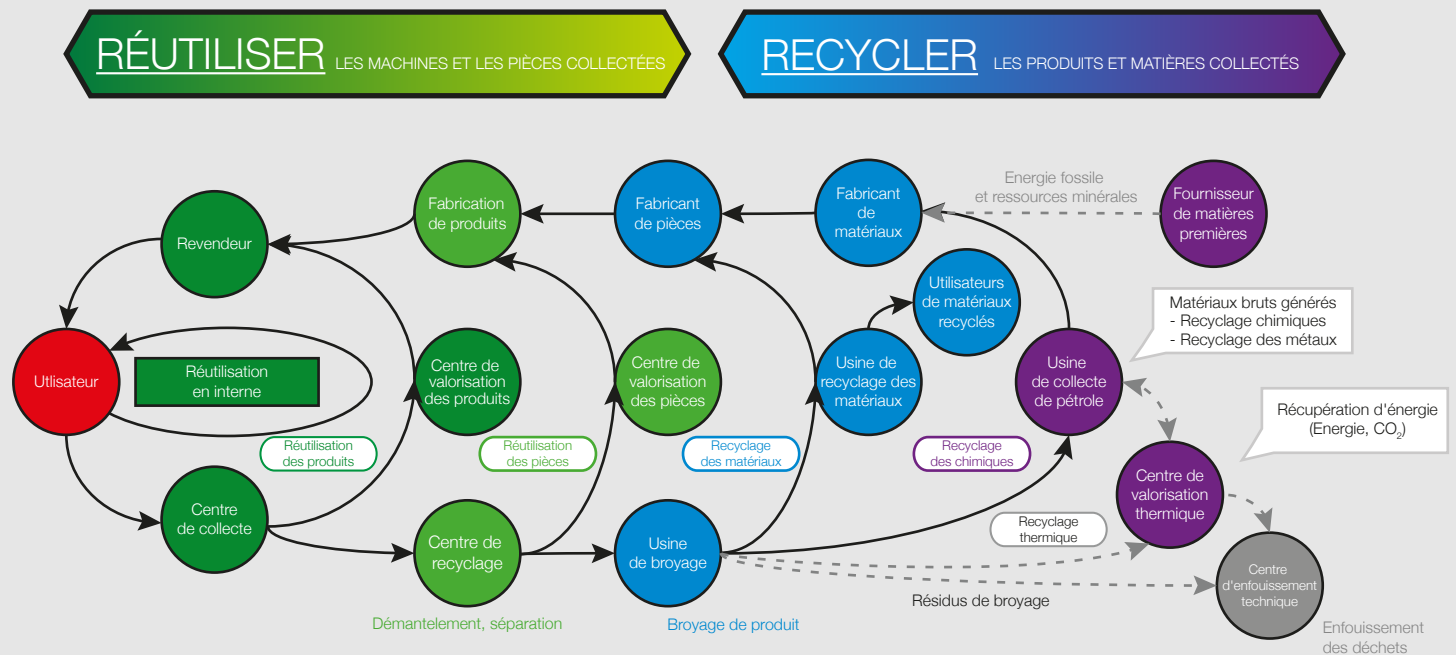 RÉUTILISER LES MACHINES ET LES PIÈCES COLLECTÉES
RECYCLER LES PRODUITS ET MATIÈRES COLLECTÉS
Revendeur
Fabrication
de produits
Fabricant
de pièces
Fabricant
de
matériaux
Energie fossile
et ressources minérales
Fournisseur
de matières
premières
Utilisateurs
de matériaux
recyclés
Matériaux bruts générés
- Recyclage chimiques
- Recyclage des métaux
Utlisateur
Réutilisation
en interne
Centre de
valorisation
des produits
Centre de
valorisation
des pièces
Usine de
recyclage des
matériaux
Usine
de collecte
de pétrole
Récupération d'énergie
(Energie, CO₂)
Réutilisation
des produits
Réutilisation
des pièces
Recyclage
des matériaux
Recyclage
des chimiques
Centre
de collecte
Centre de
recyclage
Usine
de broyage
Recyclage
thermique
Centre de
valorisation
thermique
Centre
d'enfouissement
technique
Résidus de broyage
Démantelement, séparation
Broyage de produit
Enfouissement
des déchets